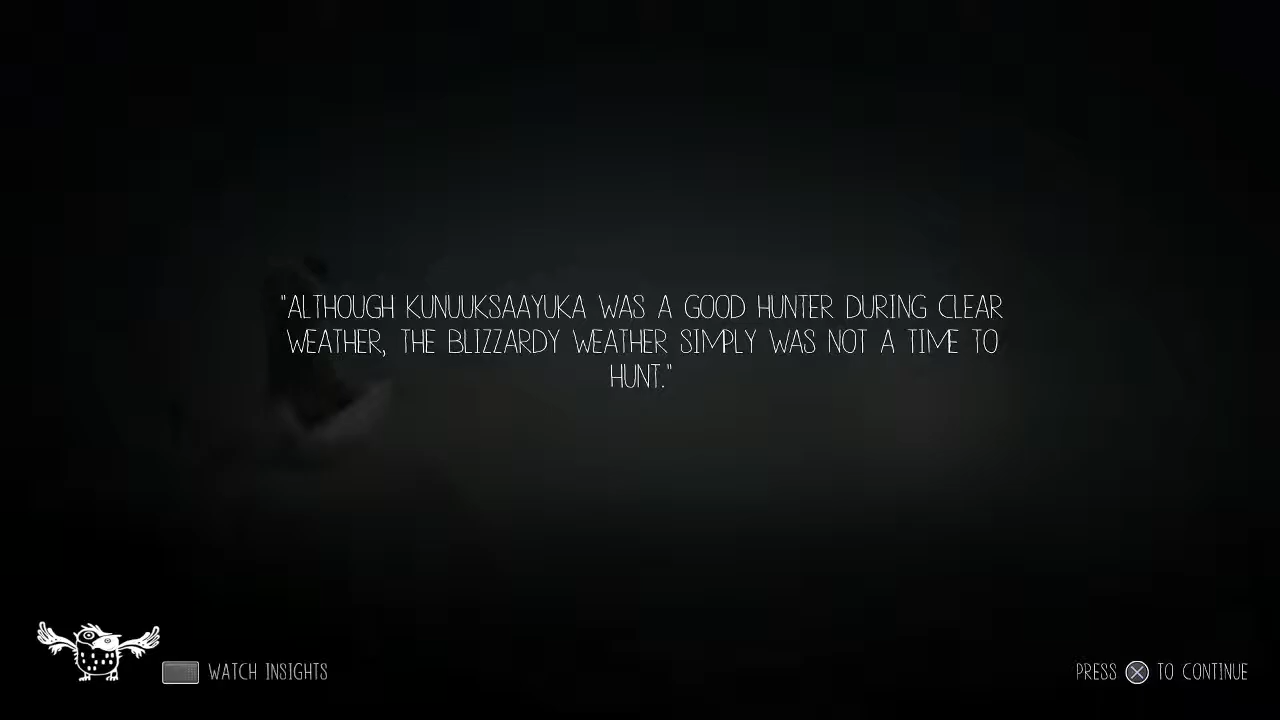 "ALTHOUGH KUNUUKSAAYUKA WAS A GOOD HUNTER DURING CLEAR
WEATHER, THE BLIZZARDY WEATHER SIMPLY WAS NOT A TIME TO
HUNT."
WATCH INSIGHTS
PRESS TO CONTINUE